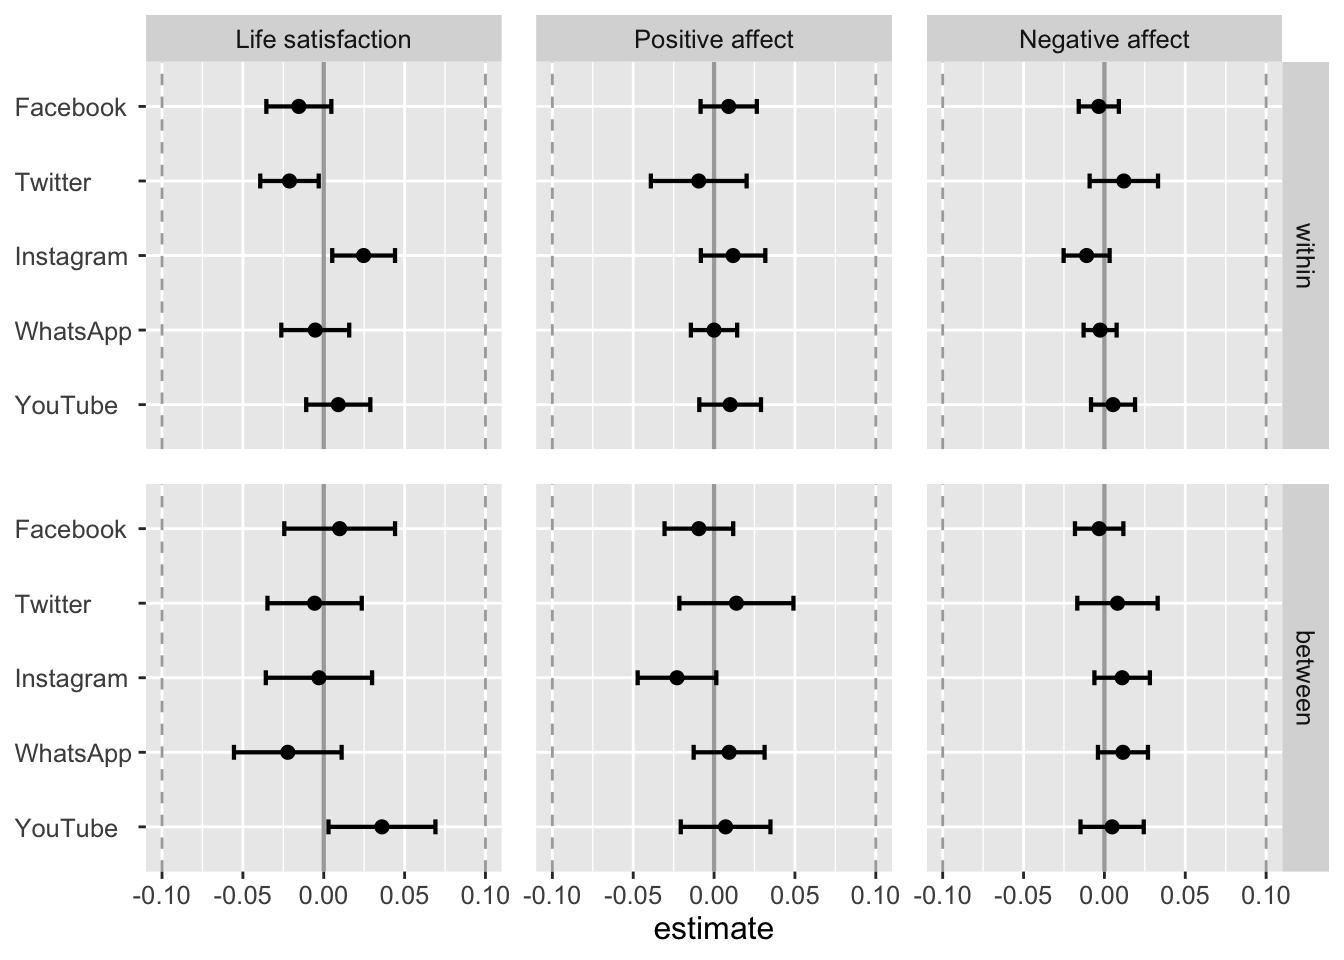 Life satisfaction
Positive affect
Negative affect
Facebook
Twitter
Instagram
WhatsApp
YouTube
within
Facebook
Twitter
Instagram
WhatsApp
YouTube
between
-0.10 -0.05 0.00 0.05 0.10
-0.10 -0.05 0.00 0.05 0.10
-0.10 -0.05 0.00 0.05 0.10
estimate